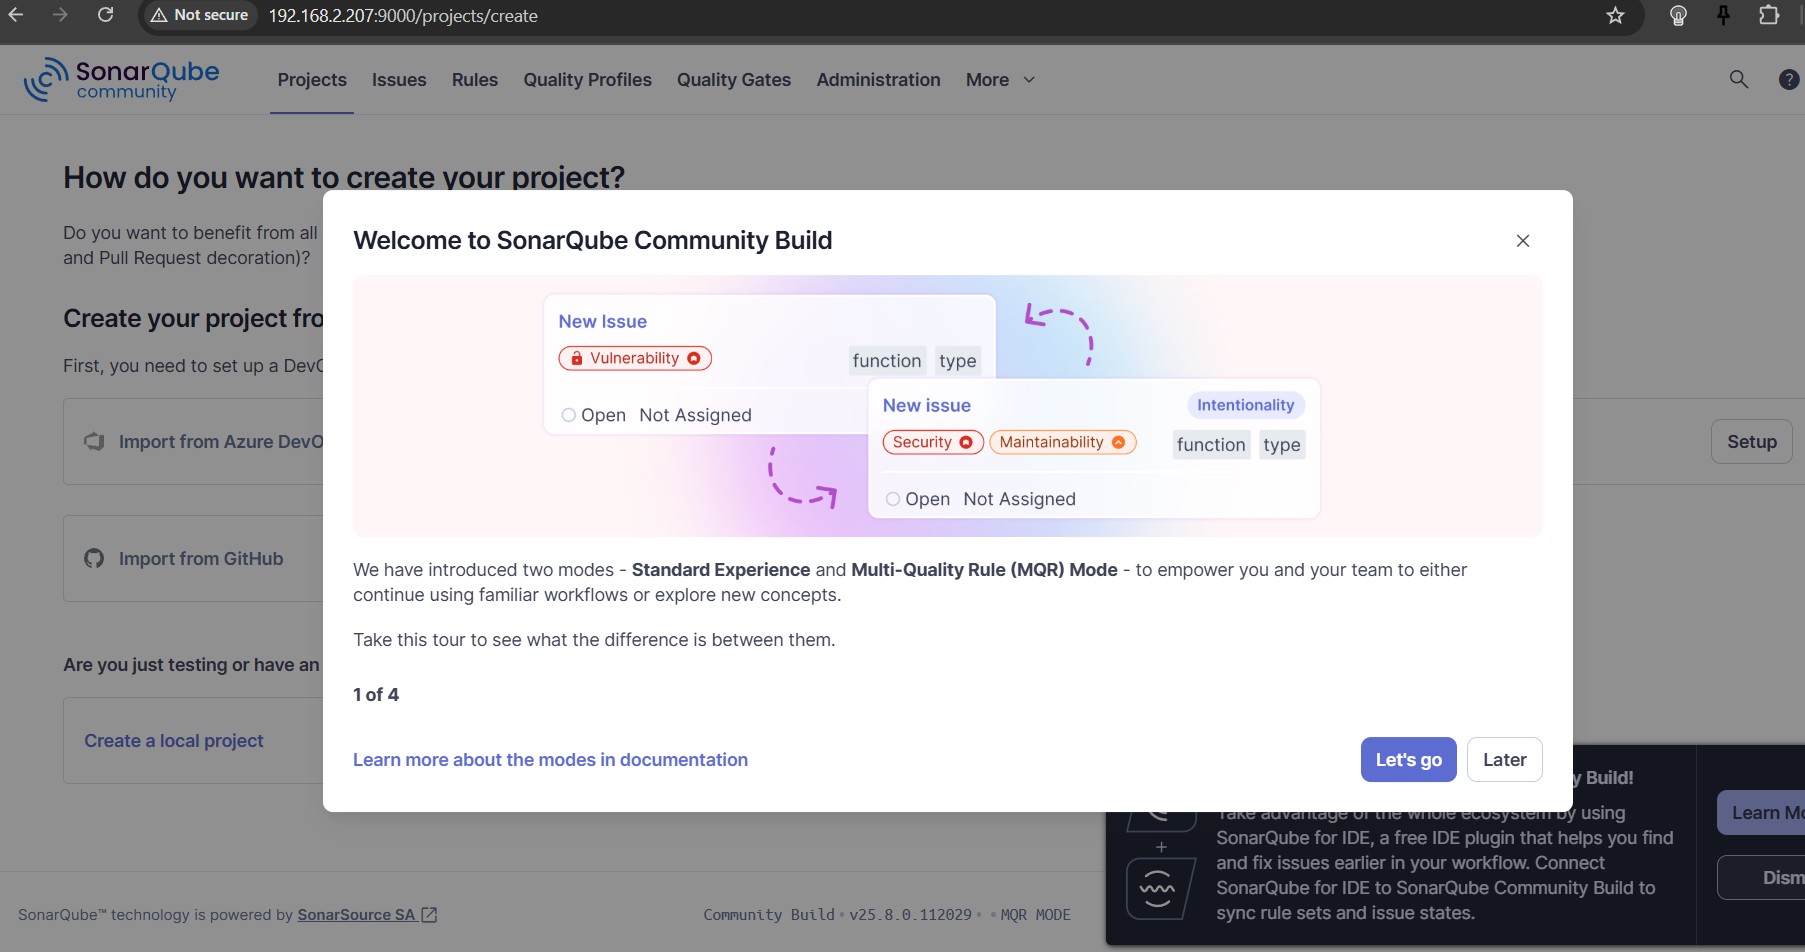 Not secure
192.168.2.207:9000/projects/create
SonarQube
community
Projects
Issues
Rules
Quality Profiles
Quality Gates
Administration
More
?
How do you want to create your project?
Do you want to benefit from all
and Pull Request decoration)?
Create your project fro
First, you need to set up a DevO
Import from Azure DevO
Setup
Import from GitHub
Are you just testing or have an
Create a local project
Welcome to SonarQube Community Build
New Issue
Vulnerability
function type
Open Not Assigned
New issue
Intentionality
Security
Maintainability
function type
Open Not Assigned
We have introduced two modes - Standard Experience and Multi-Quality Rule (MQR) Mode - to empower you and your team to either
continue using familiar workflows or explore new concepts.
Take this tour to see what the difference is between them.
1 of 4
Learn more about the modes in documentation
Let's go
Later
y Build!
Take advantage of the whole ecosystem by using
SonarQube for IDE, a free IDE plugin that helps you find
and fix issues earlier in your workflow. Connect
SonarQube for IDE to SonarQube Community Build to
sync rule sets and issue states.
Learn Mo
Dism
SonarQube™ technology is powered by SonarSource SA
Community Build • v25.8.0.112029 • • MQR MODE